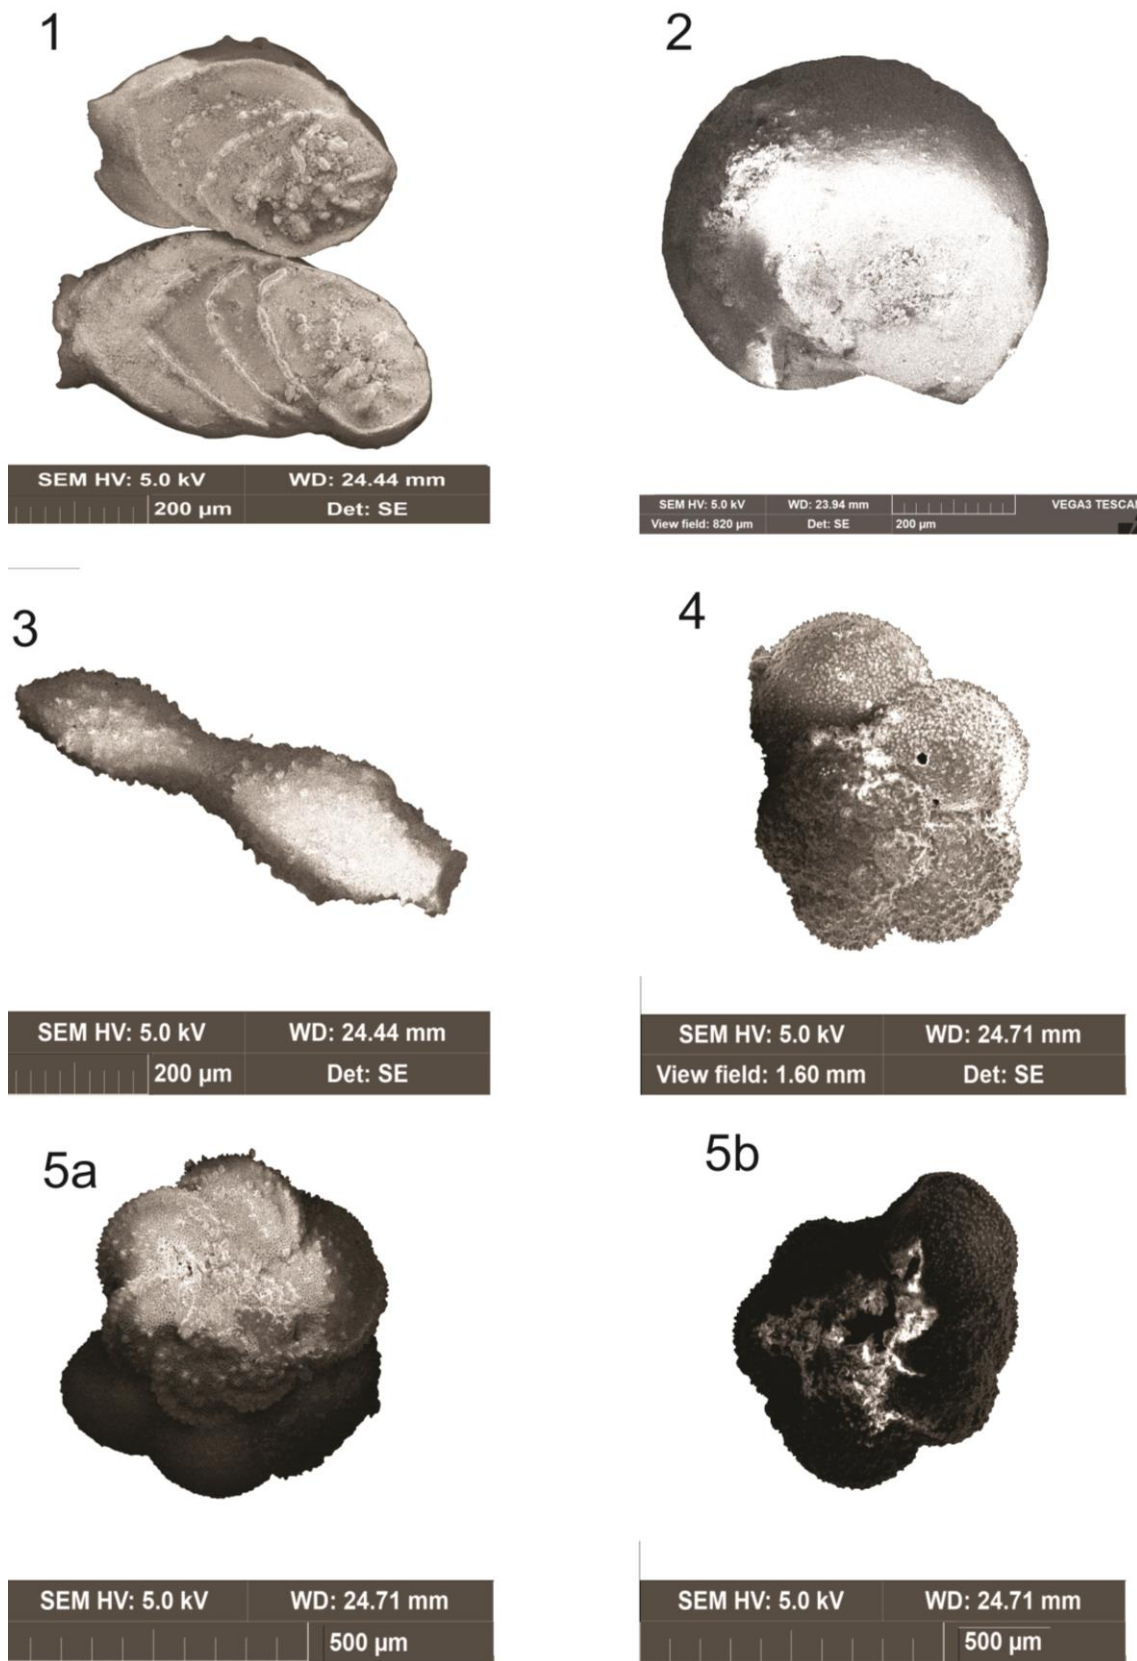 1
2
SEM HV: 5.0 kV WD: 24.44 mm
200 µm Det: SE
SEM HV: 5.0 kV WD: 23.94 mm VEGA3 TESCAN
View field: 820 µm Det: SE 200 µm
3
4
SEM HV: 5.0 kV WD: 24.44 mm
200 µm Det: SE
SEM HV: 5.0 kV WD: 24.71 mm
View field: 1.60 mm Det: SE
5a
5b
SEM HV: 5.0 kV WD: 24.71 mm
500 µm
SEM HV: 5.0 kV WD: 24.71 mm
500 µm